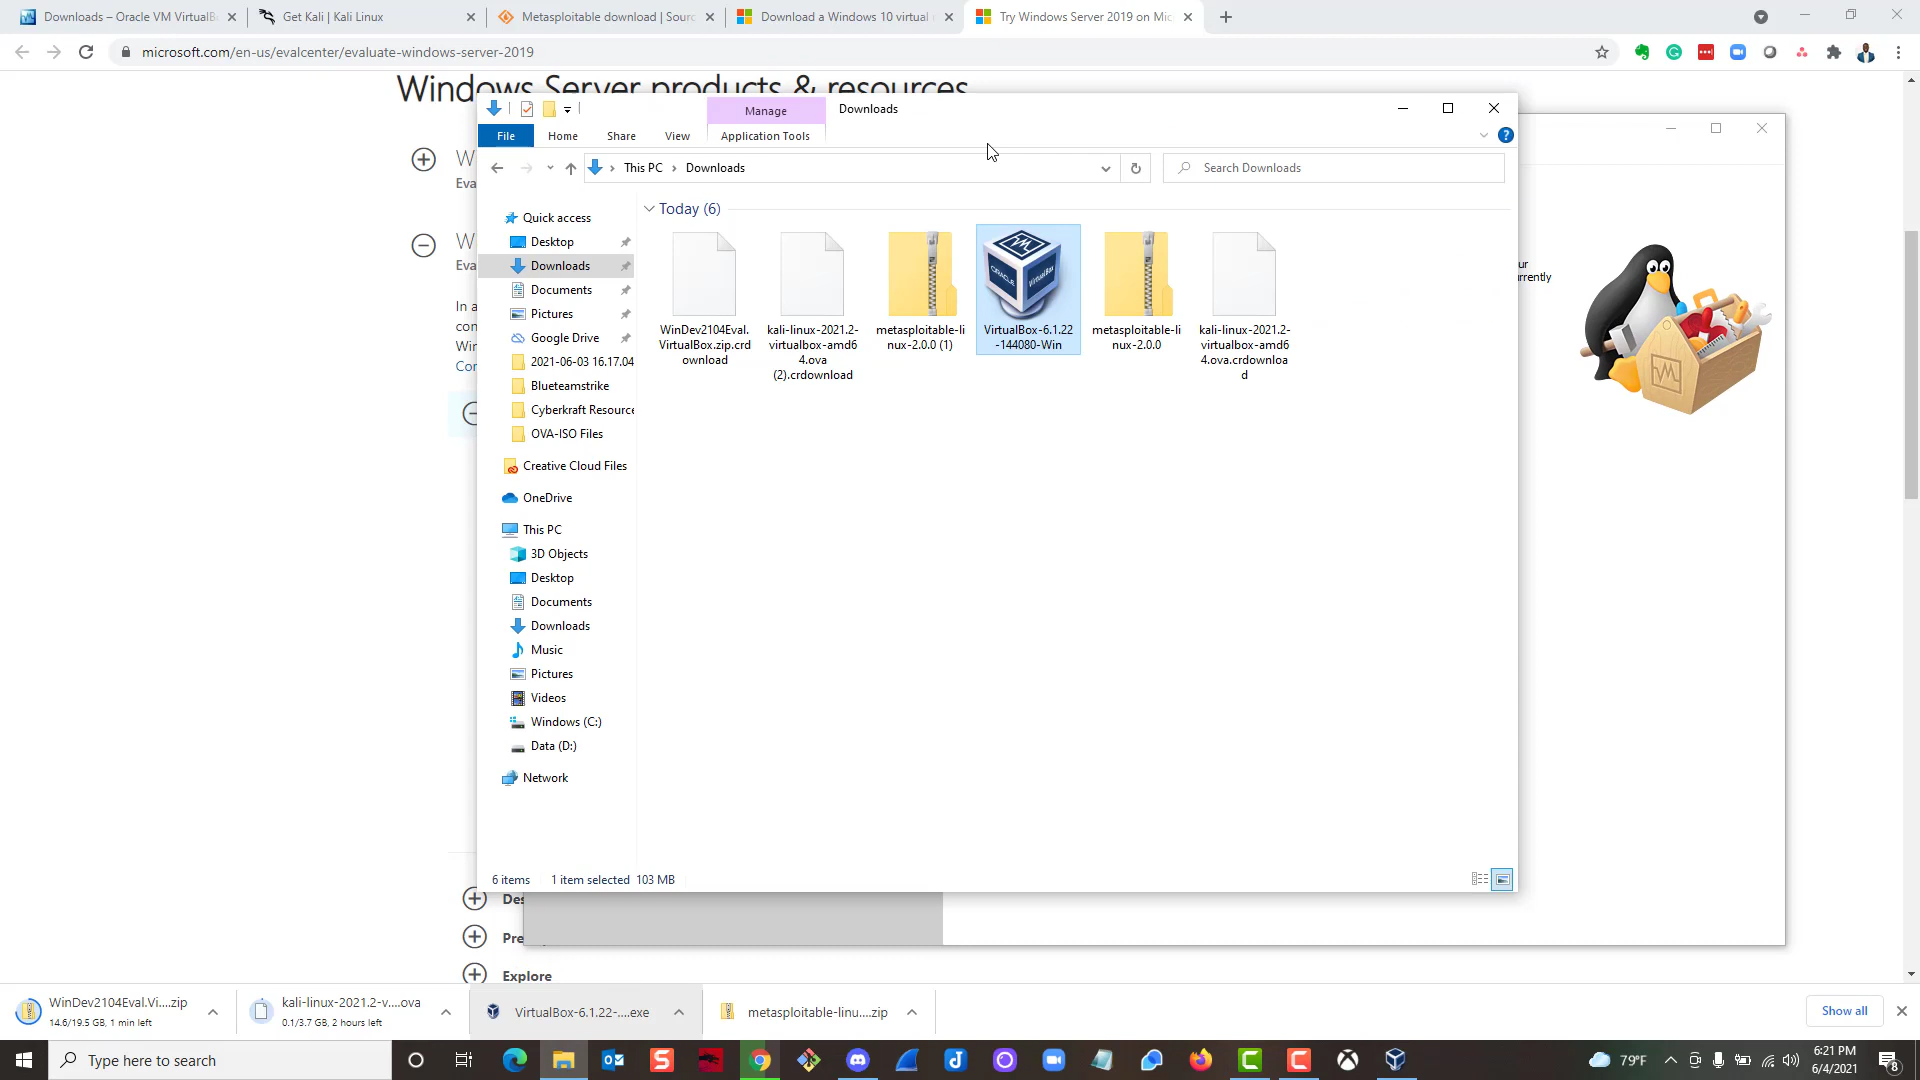 Downloads – Oracle VM VirtualB
Get Kali | Kali Linux
Metasploitable download | Sourc
Download a Windows 10 virtual
Try Windows Server 2019 on Mic
microsoft.com/en-us/evalcenter/evaluate-windows-server-2019
Windows Server products & resources
Manage
Downloads
File
Home
Share
View
Application Tools
This PC
Downloads
Search Downloads
W
Eva
W
Eva
In a
con
Win
Cor
Quick access
Desktop
Downloads
Documents
Pictures
Google Drive
2021-06-03 16.17.04
Blueteamstrike
Cyberkraft Resource
OVA-ISO Files
Creative Cloud Files
OneDrive
This PC
3D Objects
Desktop
Documents
Downloads
Music
Pictures
Videos
Windows (C:)
Data (D:)
Network
Today (6)
WinDev2104Eval.
VirtualBox.zip.crd
ownload
kali-linux-2021.2-
virtualbox-amd6
4.ova
(2).crdownload
metasploitable-li
nux-2.0.0 (1)
ORACLE
VirtualBox
VirtualBox-6.1.22
-144080-Win
metasploitable-li
nux-2.0.0
kali-linux-2021.2-
virtualbox-amd6
4.ova.crdownloa
d
ur
rrently
6 items
1 item selected 103 MB
Des
Pre
Explore
WinDev2104Eval.Vi....zip
14.6/19.5 GB, 1 min left
kali-linux-2021.2-v....ova
0.1/3.7 GB, 2 hours left
VirtualBox-6.1.22-....exe
metasploitable-linu....zip
Show all
Type here to search
79°F
6:21 PM
6/4/2021
8